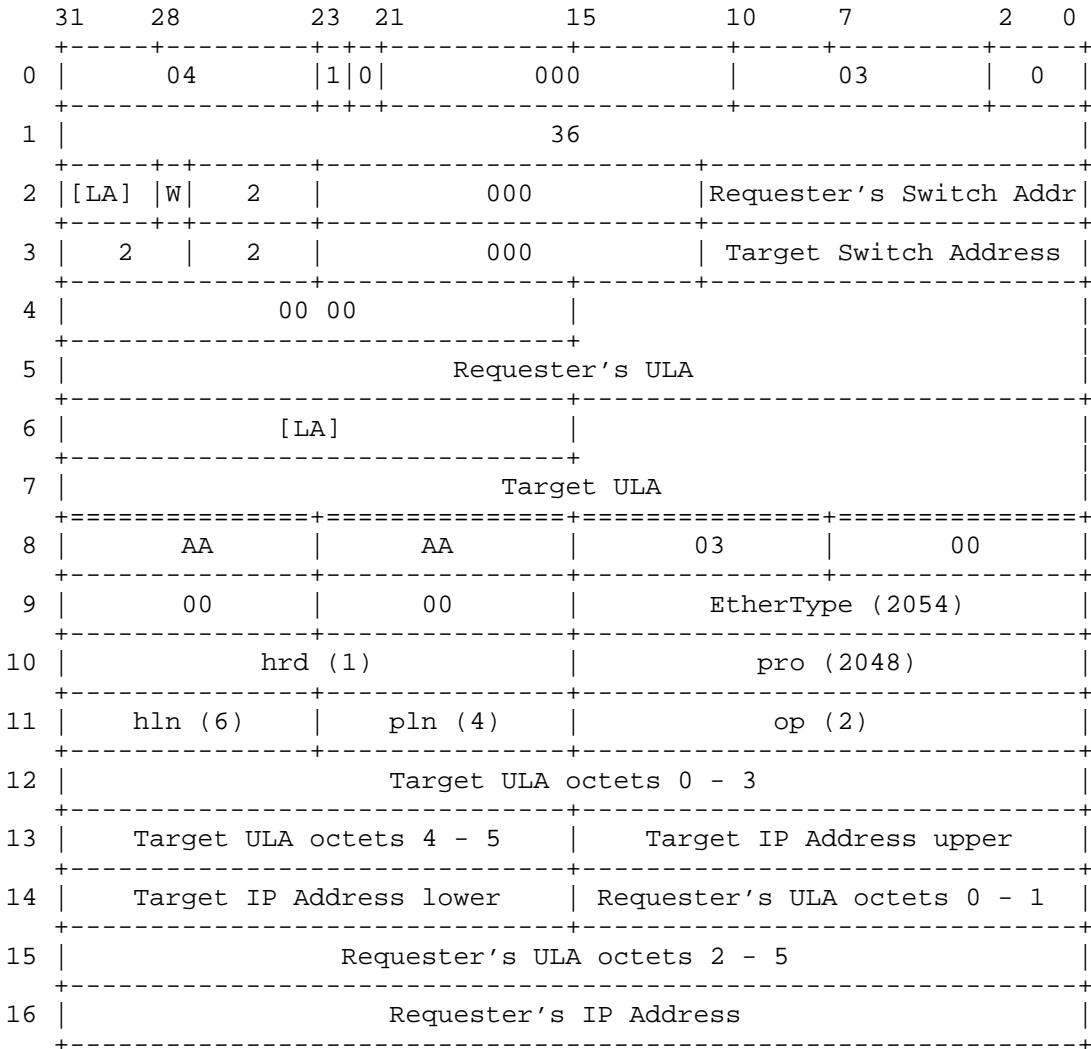 31 28 23 21 15 10 7 2 0
0 04 1 0 000 03 0
1 36
2 [LA] W 2 000 Requester's Switch Addr
3 2 2 000 Target Switch Address
4 00 00
5 Requester's ULA
6 [LA]
7 Target ULA
8 AA AA 03 00
9 00 00 EtherType (2054)
10 hrd (1) pro (2048)
11 hln (6) pln (4) op (2)
12 Target ULA octets 0 - 3
13 Target ULA octets 4 - 5 Target IP Address upper
14 Target IP Address lower Requester's ULA octets 0 - 1
15 Requester's ULA octets 2 - 5
16 Requester's IP Address